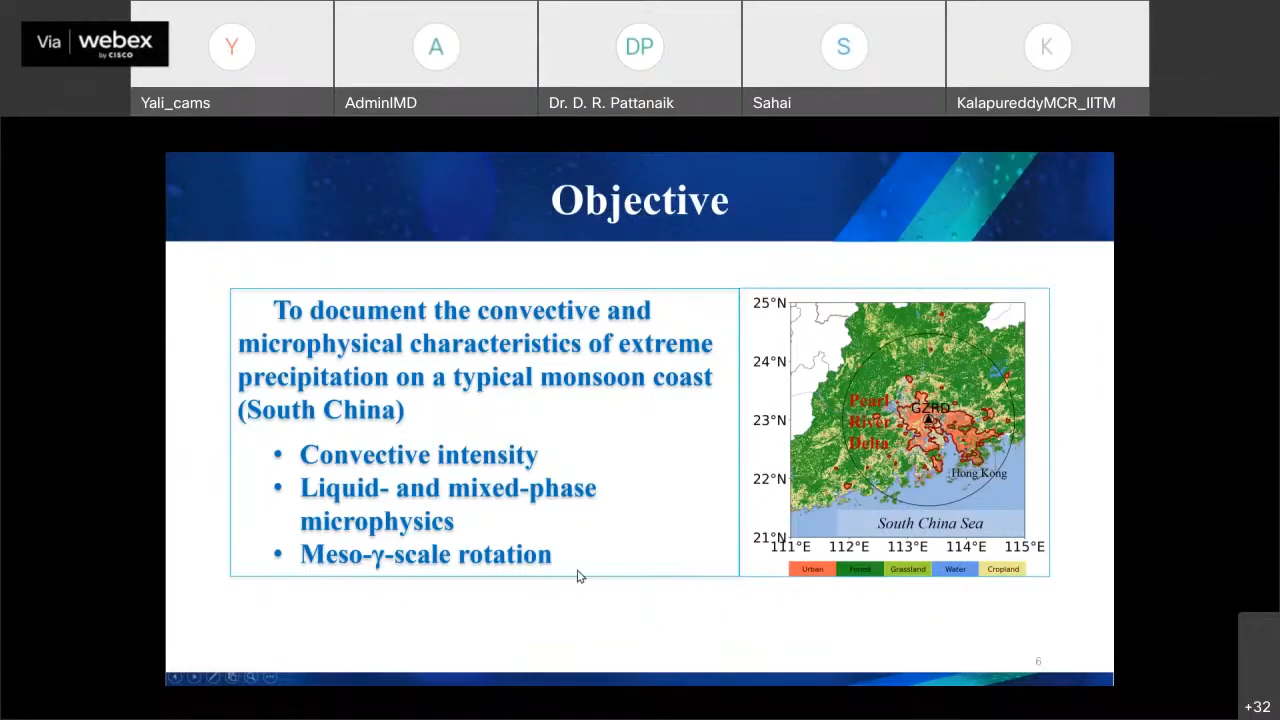 Via webex
by CISCO
Y
A
DP
S
K
Yali_cams
AdminIMD
Dr. D. R. Pattanaik
Sahai
KalapureddyMCR_IITM
Objective
To document the convective and
microphysical characteristics of extreme
precipitation on a typical monsoon coast
(South China)
• Convective intensity
• Liquid- and mixed-phase
microphysics
• Meso-γ-scale rotation
25°N
24°N
23°N
22°N
21°N
Pearl
River
Delta
GZRD
Hong Kong
South China Sea
111°E 112°E 113°E 114°E 115°E
Urban Forest Grassland Water Cropland
6
+32